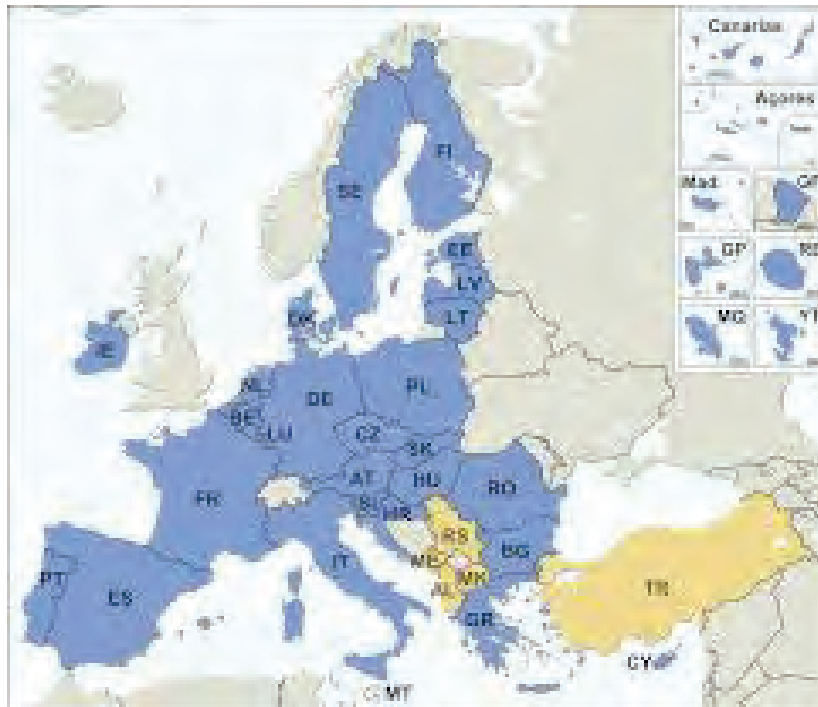 Canarias
Açores
FI
SE
Mad
EE
GP
LV
LT
DK
IE
MQ
YT
NL
DE
PL
BE
LU
CZ
SK
AT
HU
RO
FR
SI
HR
RS
BG
IT
ME
MK
PT
ES
AL
TR
GR
CY
MT